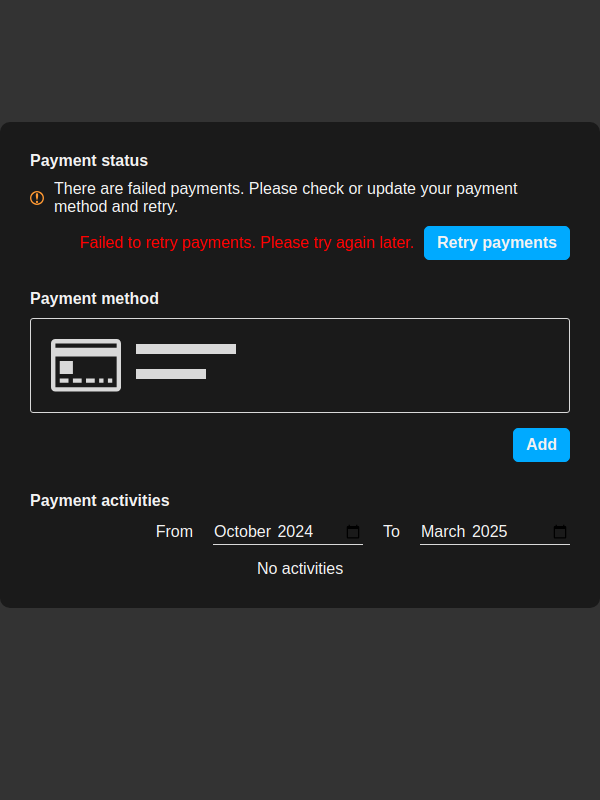 Payment status
There are failed payments. Please check or update your payment
method and retry.
Failed to retry payments. Please try again later.
Retry payments
Payment method
Add
Payment activities
From October 2024 To March 2025
No activities